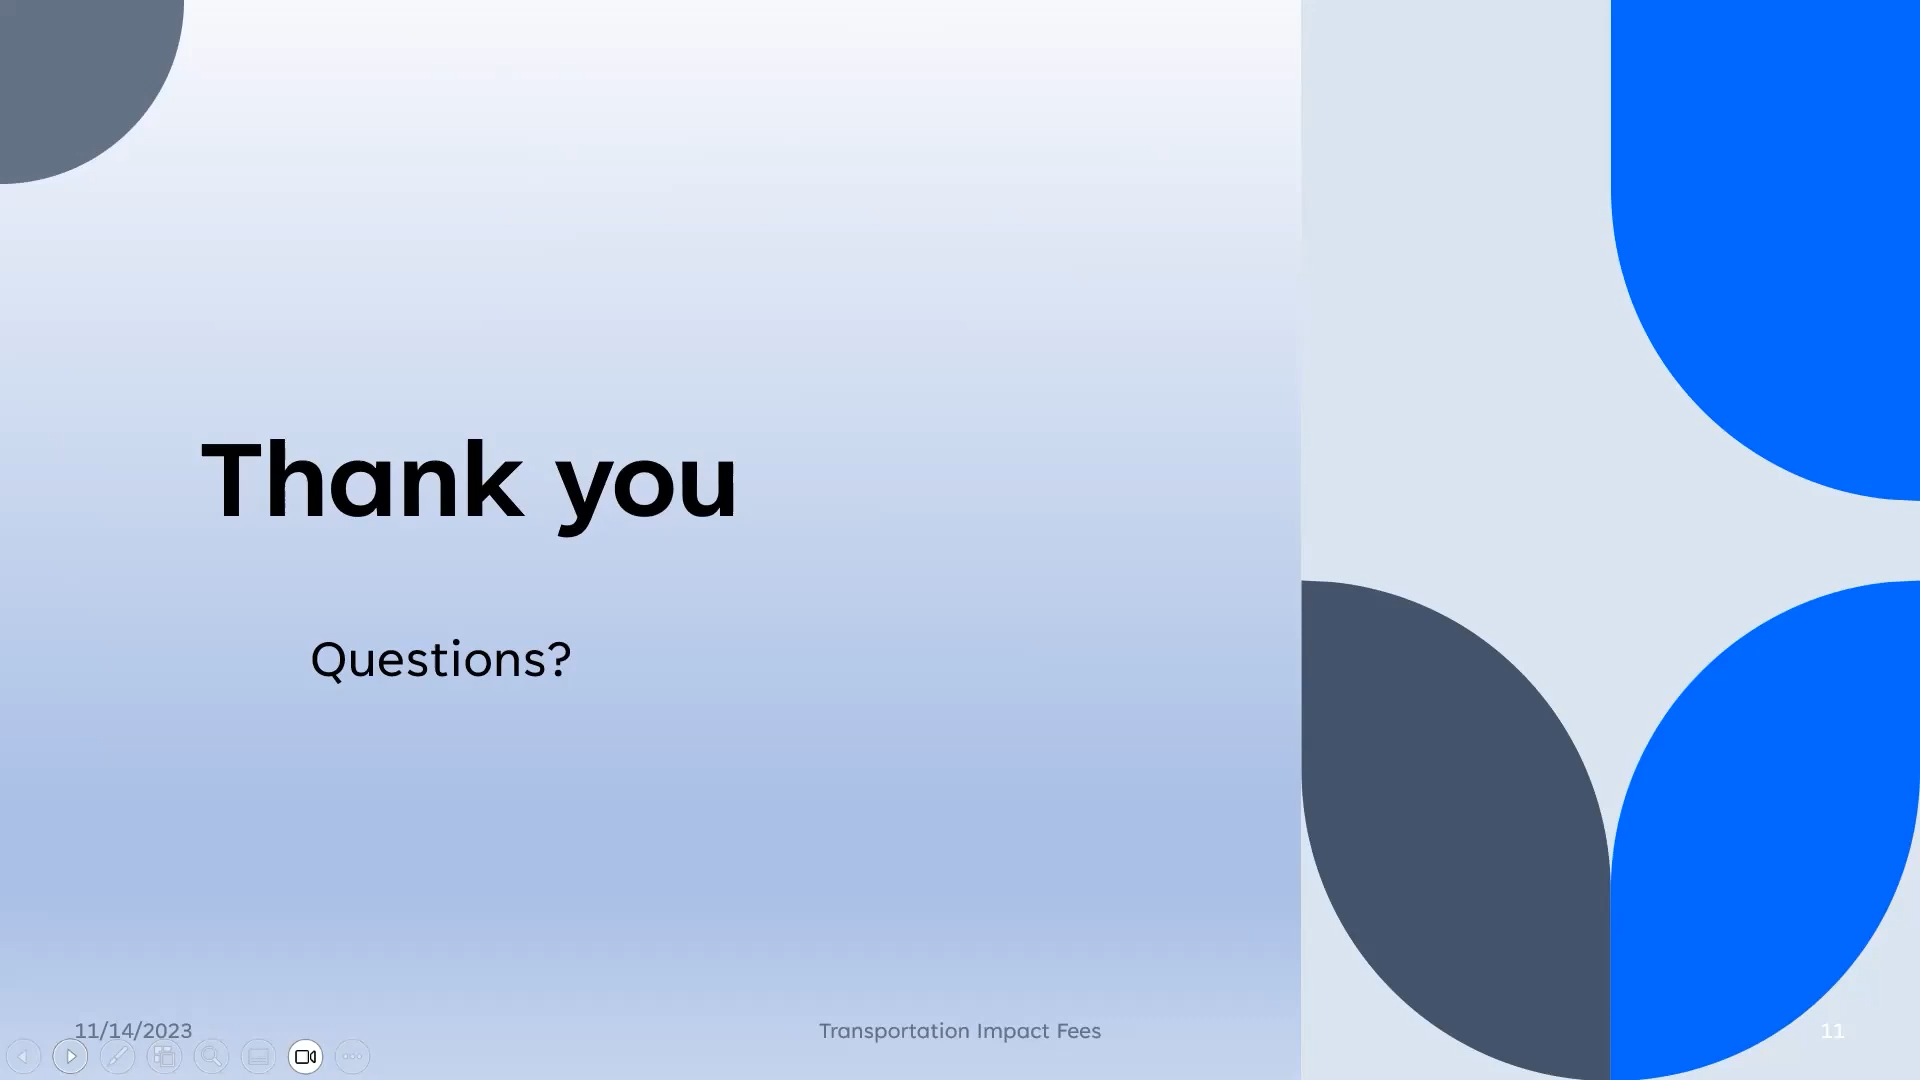 Thank you
Questions?
11/14/2023
Transportation Impact Fees
11